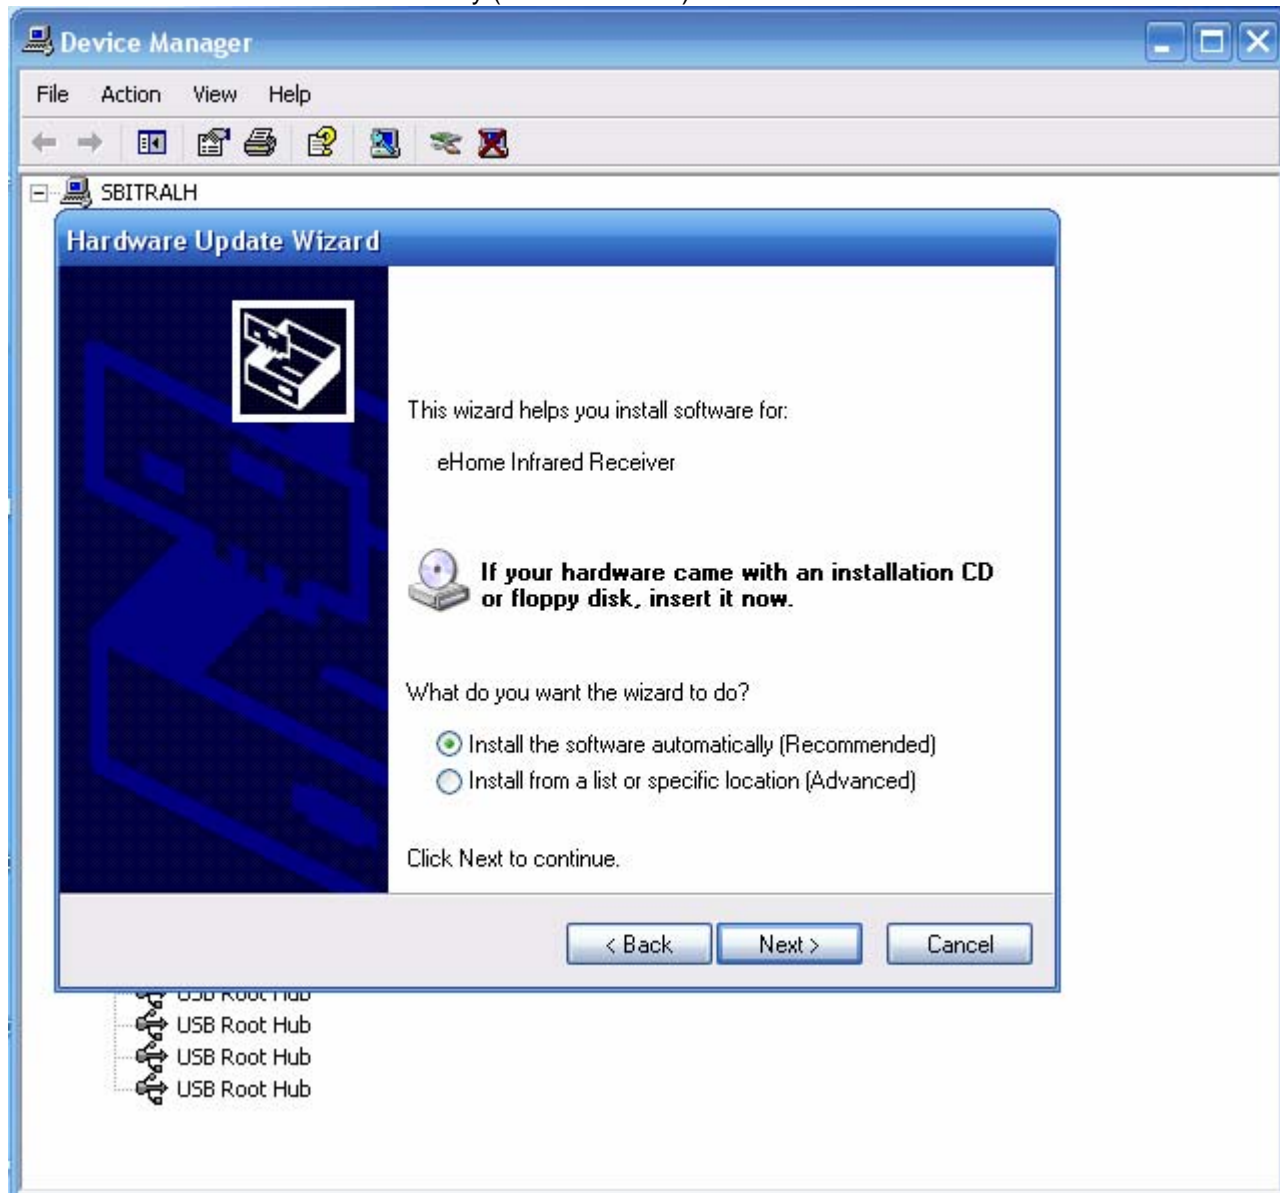 Device Manager
File Action View Help
SBITRALH
Hardware Update Wizard
This wizard helps you install software for:
eHome Infrared Receiver
If your hardware came with an installation CD
or floppy disk, insert it now.
What do you want the wizard to do?
Install the software automatically (Recommended)
Install from a list or specific location (Advanced)
Click Next to continue.
< Back Next > Cancel
USB Root Hub
USB Root Hub
USB Root Hub
USB Root Hub